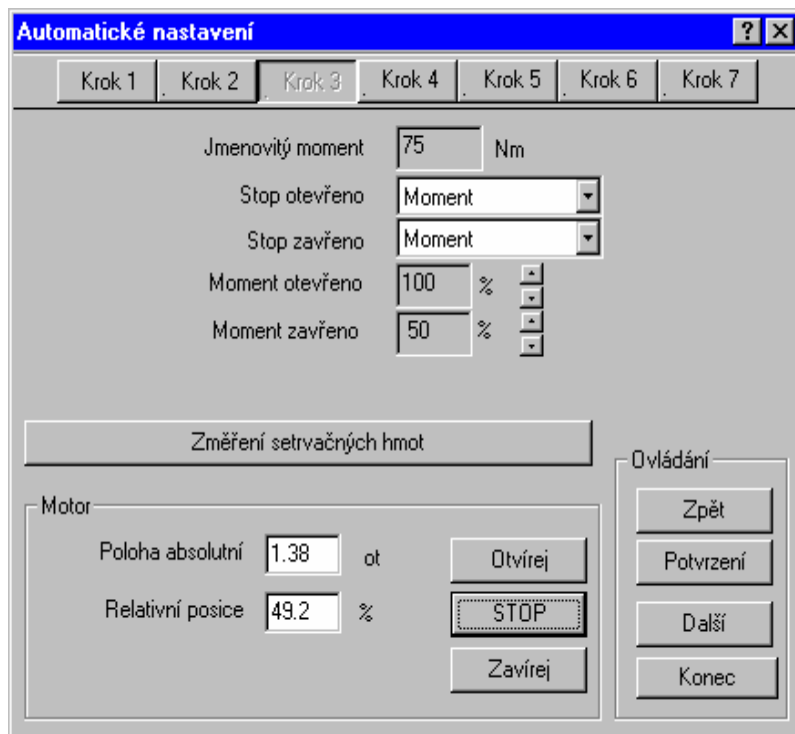 Automatické nastavení ? ×
. Krok 1 . Krok 2 . Krok 3 . Krok 4 . Krok 5 . Krok 6 . Krok 7
Jmenovitý moment 75 Nm
Stop otevřeno Moment
Stop zavřeno Moment
Moment otevřeno 100 %
Moment zavřeno 50 %
Změření setrvačných hmot
Motor
Poloha absolutní 1.38 ot Otvírej
Relativní posice 49.2 % STOP
Zavírej
Ovládání
Zpět
Potvrzení
Další
Konec